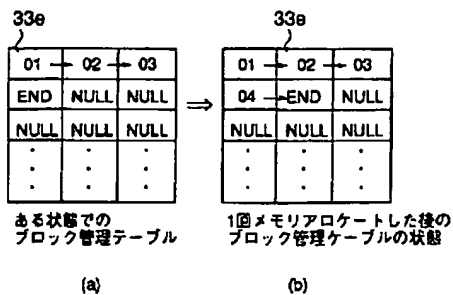 33e 33e
01 → 02 → 03 01 → 02 → 03
END NULL NULL ⇒ 04 → END NULL
NULL NULL NULL NULL NULL NULL
ある状態での 1回メモリアロケートした後の
ブロック管理テーブル ブロック管理ケーブルの状態
(a) (b)